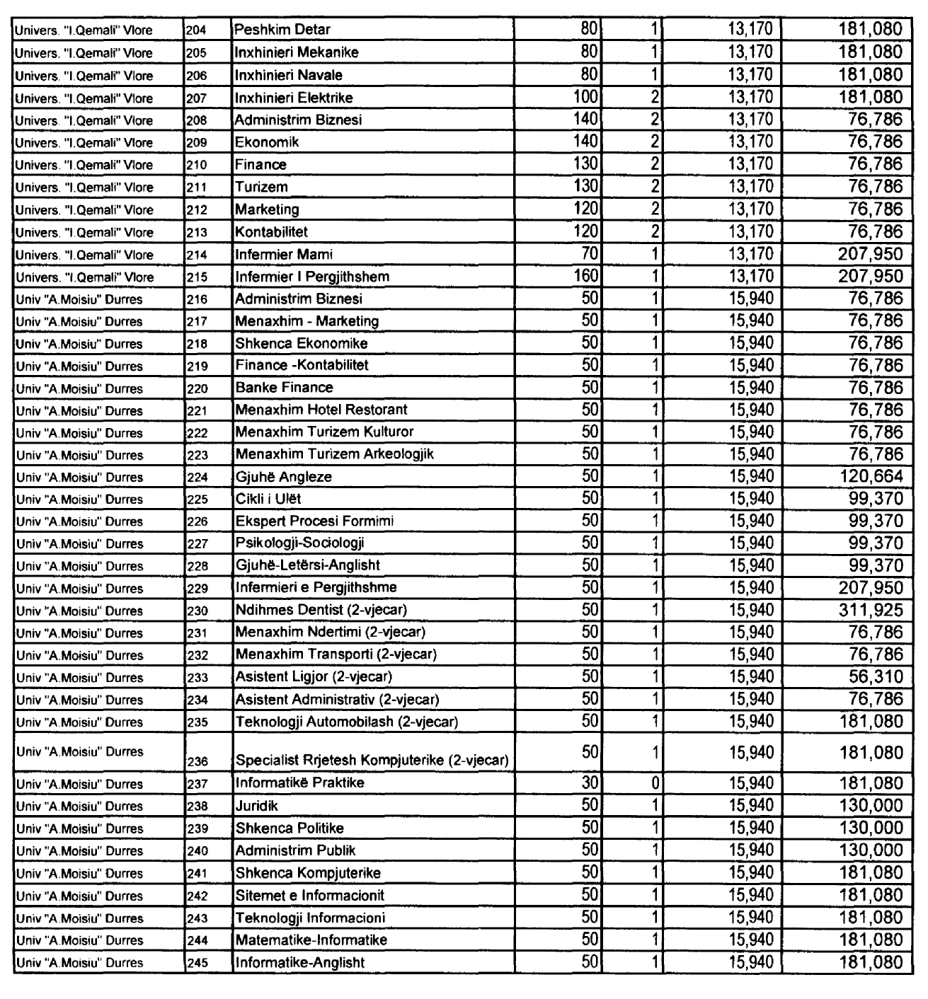 Univers. "I.Qemali" Vlore 204 Peshkim Detar 80 1 13,170 181,080
Univers. "I.Qemali" Vlore 205 Inxhinieri Mekanike 80 1 13,170 181,080
Univers. "I.Qemali" Vlore 206 Inxhinieri Navale 80 1 13,170 181,080
Univers. "I.Qemali" Vlore 207 Inxhinieri Elektrike 100 2 13,170 181,080
Univers. "I.Qemali" Vlore 208 Administrim Biznesi 140 2 13,170 76,786
Univers. "I.Qemali" Vlore 209 Ekonomik 140 2 13,170 76,786
Univers. "I.Qemali" Vlore 210 Finance 130 2 13,170 76,786
Univers. "I.Qemali" Vlore 211 Turizem 130 2 13,170 76,786
Univers. "I.Qemali" Vlore 212 Marketing 120 2 13,170 76,786
Univers. "I.Qemali" Vlore 213 Kontabilitet 120 2 13,170 76,786
Univers. "I.Qemali" Vlore 214 Infermier Mami 70 1 13,170 207,950
Univers. "I.Qemali" Vlore 215 Infermier I Pergjithshem 160 1 13,170 207,950
Univ "A.Moisiu" Durres 216 Administrim Biznesi 50 1 15,940 76,786
Univ "A.Moisiu" Durres 217 Menaxhim - Marketing 50 1 15,940 76,786
Univ "A.Moisiu" Durres 218 Shkenca Ekonomike 50 1 15,940 76,786
Univ "A.Moisiu" Durres 219 Finance -Kontabilitet 50 1 15,940 76,786
Univ "A.Moisiu" Durres 220 Banke Finance 50 1 15,940 76,786
Univ "A.Moisiu" Durres 221 Menaxhim Hotel Restorant 50 1 15,940 76,786
Univ "A.Moisiu" Durres 222 Menaxhim Turizem Kulturor 50 1 15,940 76,786
Univ "A.Moisiu" Durres 223 Menaxhim Turizem Arkeologjik 50 1 15,940 76,786
Univ "A.Moisiu" Durres 224 Gjuhë Angleze 50 1 15,940 120,664
Univ "A.Moisiu" Durres 225 Cikli i Ulët 50 1 15,940 99,370
Univ "A.Moisiu" Durres 226 Ekspert Procesi Formimi 50 1 15,940 99,370
Univ "A.Moisiu" Durres 227 Psikologji-Sociologji 50 1 15,940 99,370
Univ "A.Moisiu" Durres 228 Gjuhë-Letërsi-Anglisht 50 1 15,940 99,370
Univ "A.Moisiu" Durres 229 Infermieri e Pergjithshme 50 1 15,940 207,950
Univ "A.Moisiu" Durres 230 Ndihmes Dentist (2-vjecar) 50 1 15,940 311,925
Univ "A.Moisiu" Durres 231 Menaxhim Ndertimi (2-vjecar) 50 1 15,940 76,786
Univ "A.Moisiu" Durres 232 Menaxhim Transporti (2-vjecar) 50 1 15,940 76,786
Univ "A.Moisiu" Durres 233 Asistent Ligjor (2-vjecar) 50 1 15,940 56,310
Univ "A.Moisiu" Durres 234 Asistent Administrativ (2-vjecar) 50 1 15,940 76,786
Univ "A.Moisiu" Durres 235 Teknologji Automobilash (2-vjecar) 50 1 15,940 181,080
Univ "A.Moisiu" Durres 236 Specialist Rrjetesh Kompjuterike (2-vjecar) 50 1 15,940 181,080
Univ "A.Moisiu" Durres 237 Informatikë Praktike 30 0 15,940 181,080
Univ "A.Moisiu" Durres 238 Juridik 50 1 15,940 130,000
Univ "A.Moisiu" Durres 239 Shkenca Politike 50 1 15,940 130,000
Univ "A.Moisiu" Durres 240 Administrim Publik 50 1 15,940 130,000
Univ "A.Moisiu" Durres 241 Shkenca Kompjuterike 50 1 15,940 181,080
Univ "A.Moisiu" Durres 242 Sitemet e Informacionit 50 1 15,940 181,080
Univ "A.Moisiu" Durres 243 Teknologji Informacioni 50 1 15,940 181,080
Univ "A.Moisiu" Durres 244 Matematike-Informatike 50 1 15,940 181,080
Univ "A.Moisiu" Durres 245 Informatike-Anglisht 50 1 15,940 181,080